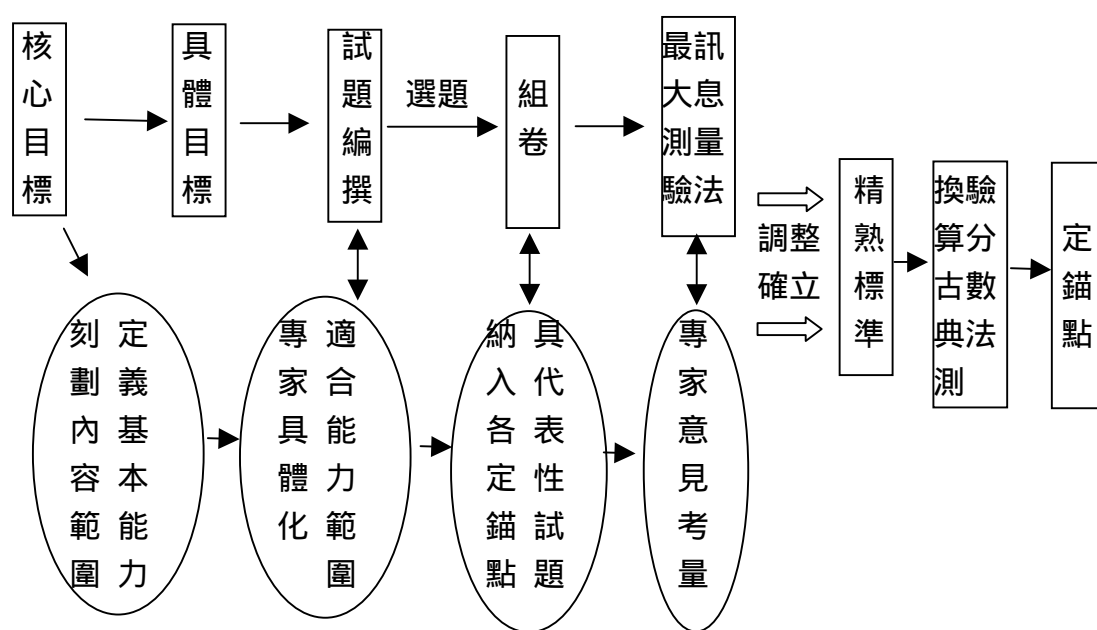 核心目標
具體目標
試題編撰
選題
組卷
最大測驗
訊息量法
調整
確立
精熟標準
換算古典測
驗分數法
定錨點
刻劃內容範圍
定義基本能力
專家具體化
適合能力範圍
納入各定錨點
具代表性試題
專家意見考量